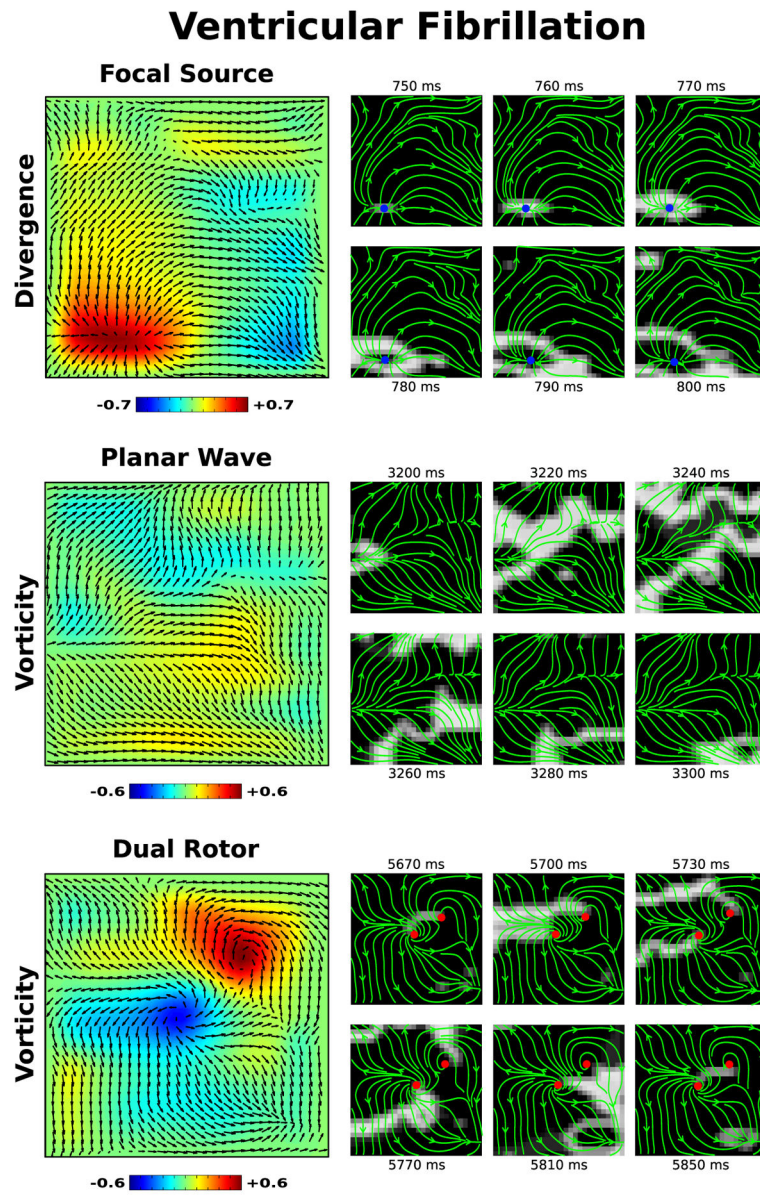 Ventricular Fibrillation
Focal Source
Divergence
-0.7 +0.7
750 ms 760 ms 770 ms
780 ms 790 ms 800 ms
Planar Wave
Vorticity
-0.6 +0.6
3200 ms 3220 ms 3240 ms
3260 ms 3280 ms 3300 ms
Dual Rotor
Vorticity
-0.6 +0.6
5670 ms 5700 ms 5730 ms
5770 ms 5810 ms 5850 ms